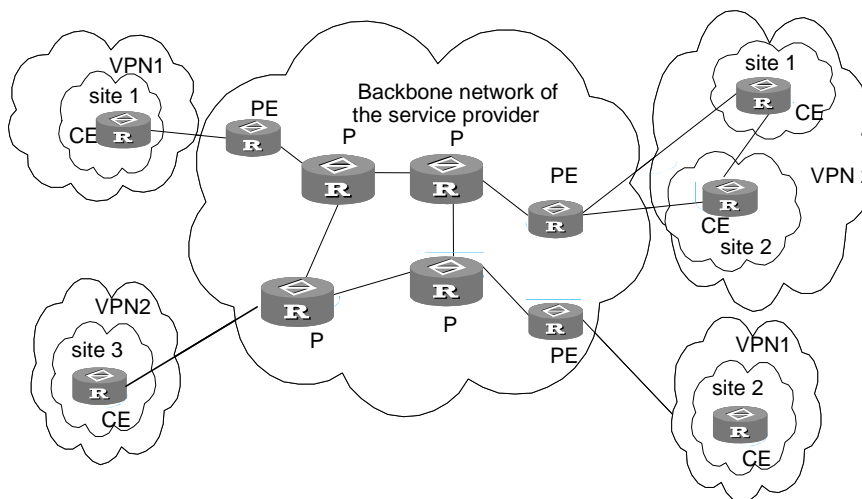 VPN1
site 1
CE
R
PE
R
Backbone network of
the service provider
P
R
P
R
PE
R
site 1
R
CE
VPN
R
CE
site 2
VPN2
site 3
R
CE
R
P
R
P
R
PE
VPN1
site 2
R
CE